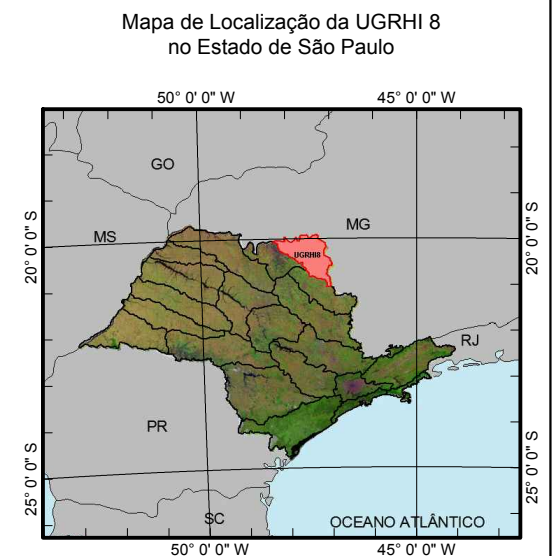 Mapa de Localização da UGRHI 8
no Estado de São Paulo
50° 0' 0" W
45° 0' 0" W
GO
MG
MS
20° 0' 0" S
20° 0' 0" S
UGRHI8
RJ
PR
25° 0' 0" S
25° 0' 0" S
SC
OCEANO ATLÂNTICO
50° 0' 0" W
45° 0' 0" W